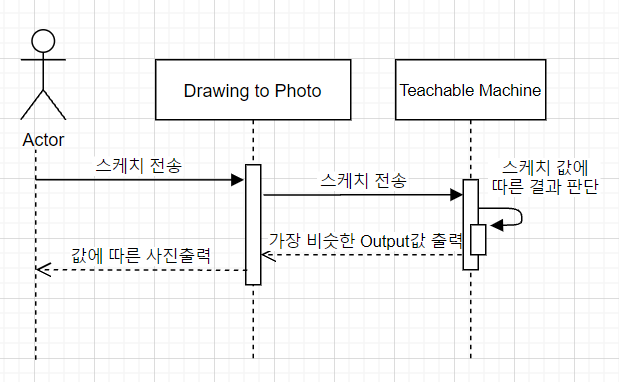 Drawing to Photo
Teachable Machine
Actor
스케치 전송
스케치 전송
스케치 값에
따른 결과 판단
가장 비슷한 Output값 출력
값에 따른 사진출력